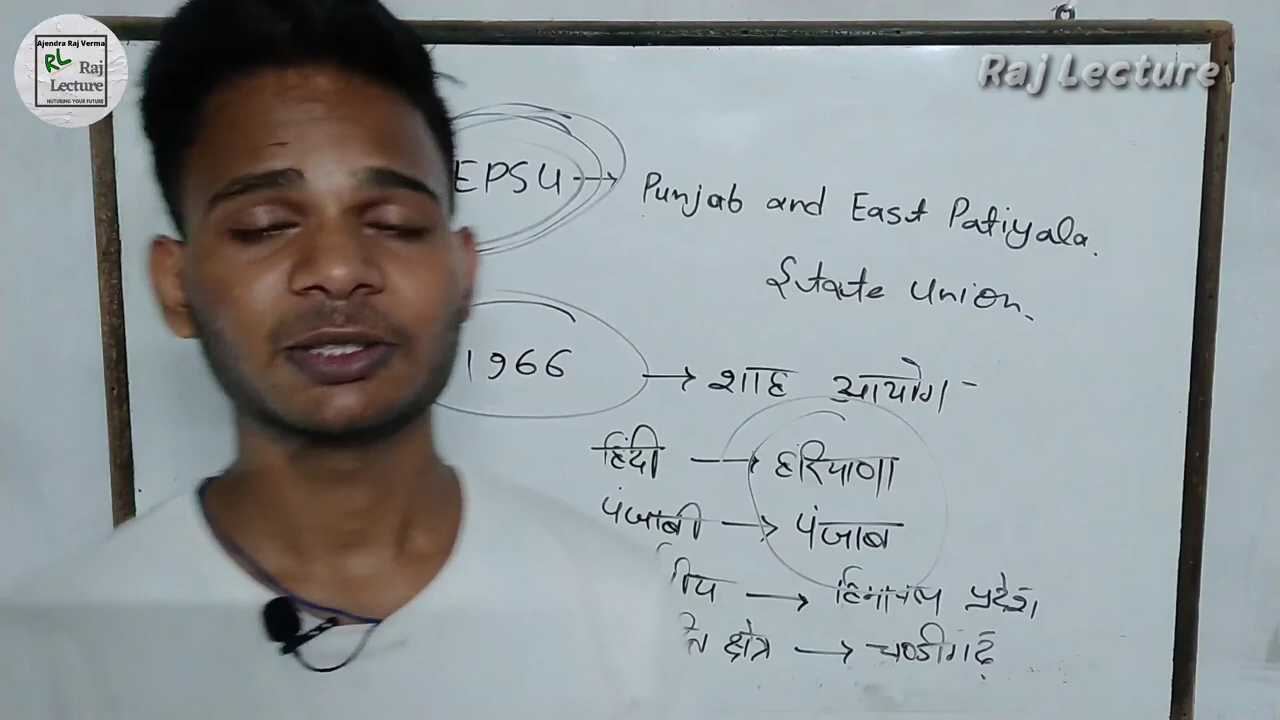 Ajendra Raj Verma
RL Raj
Lecture
NUTURING YOUR FUTURE
Raj Lecture
EPSU → Punjab and East Patiyala.
State Union.
1966 → शाह आयोग -
हिंदी → हरियाणा
पंजाबी → पंजाब
→ हिमाचल प्रदेश
क्षेत्र → चण्डीगढ़